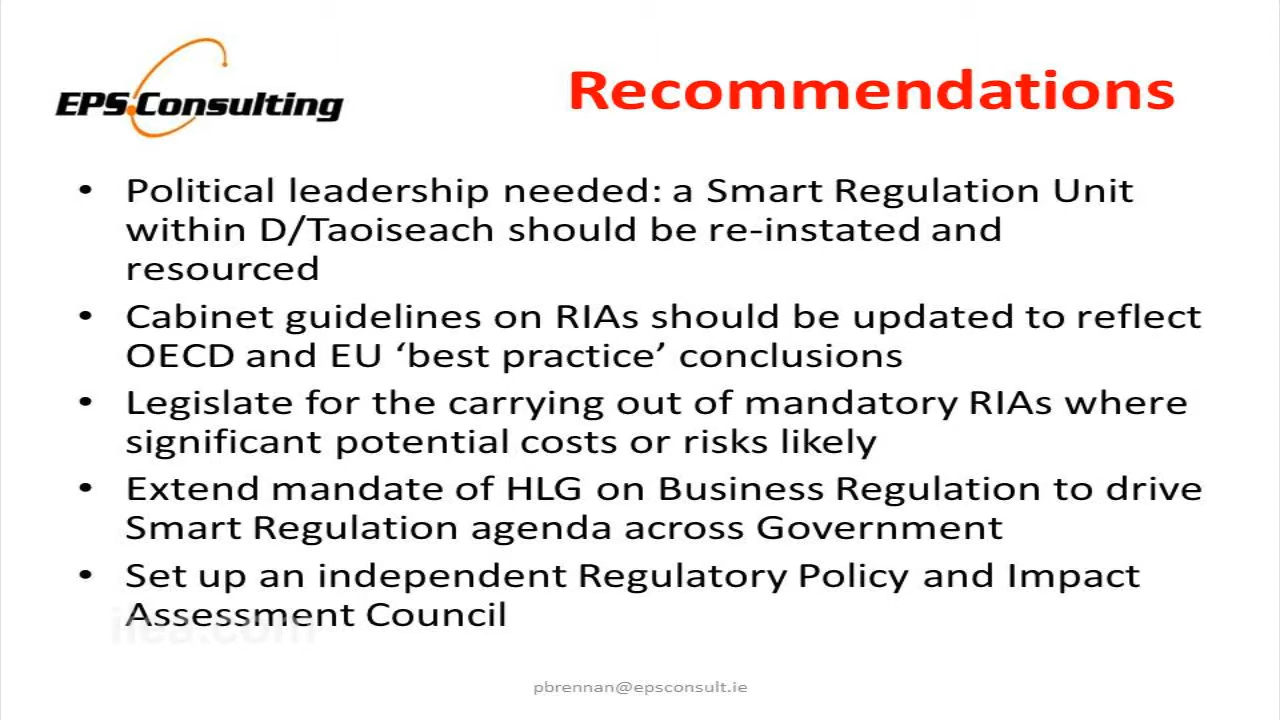 EPS.Consulting
Recommendations
• Political leadership needed: a Smart Regulation Unit
within D/Taoiseach should be re-instated and
resourced
• Cabinet guidelines on RIAs should be updated to reflect
OECD and EU ‘best practice’ conclusions
• Legislate for the carrying out of mandatory RIAs where
significant potential costs or risks likely
• Extend mandate of HLG on Business Regulation to drive
Smart Regulation agenda across Government
• Set up an independent Regulatory Policy and Impact
Assessment Council
pbrennan@epsconsult.ie